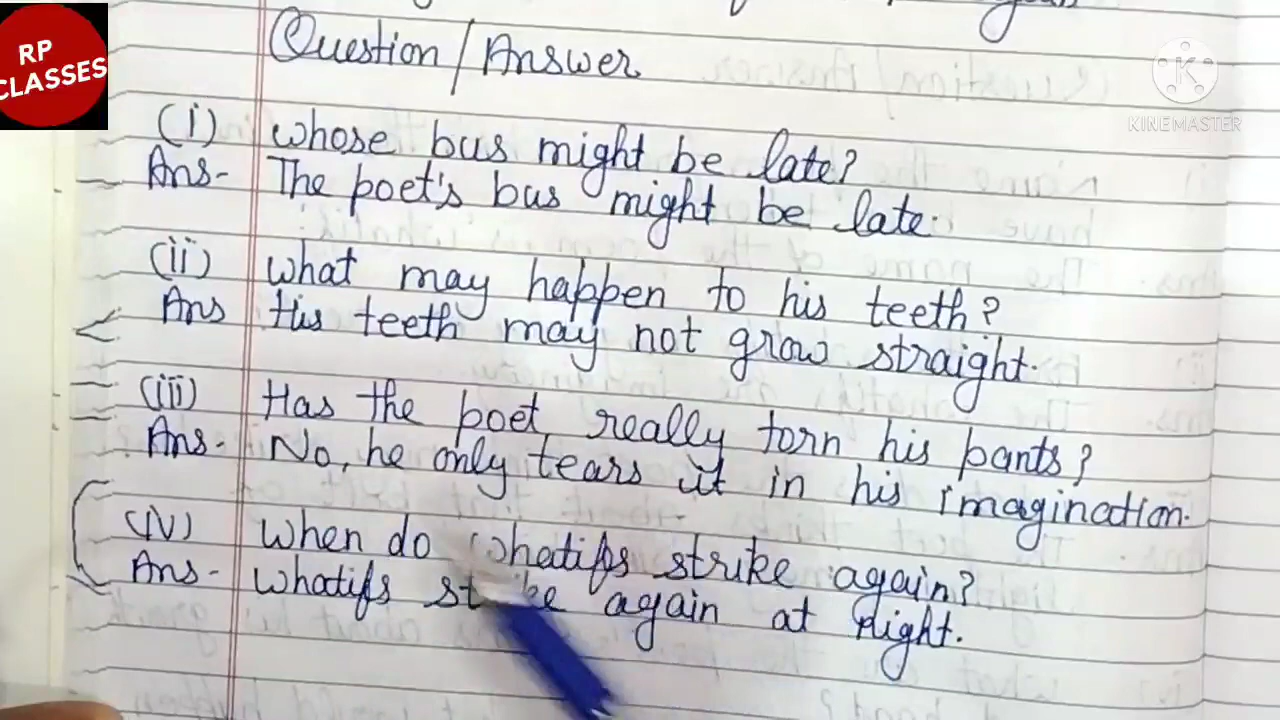 RP
CLASSES
KINEMASTER
Question/Answer
(i) whose bus might be late?
Ans- The poet's bus might be late.
(ii) what may happen to his teeth?
Ans His teeth may not grow straight.
(iii) Has the poet really torn his pants?
Ans- No, he only tears it in his imagination.
(iv) When do whatifs strike again?
Ans- whatifs strike again at night.